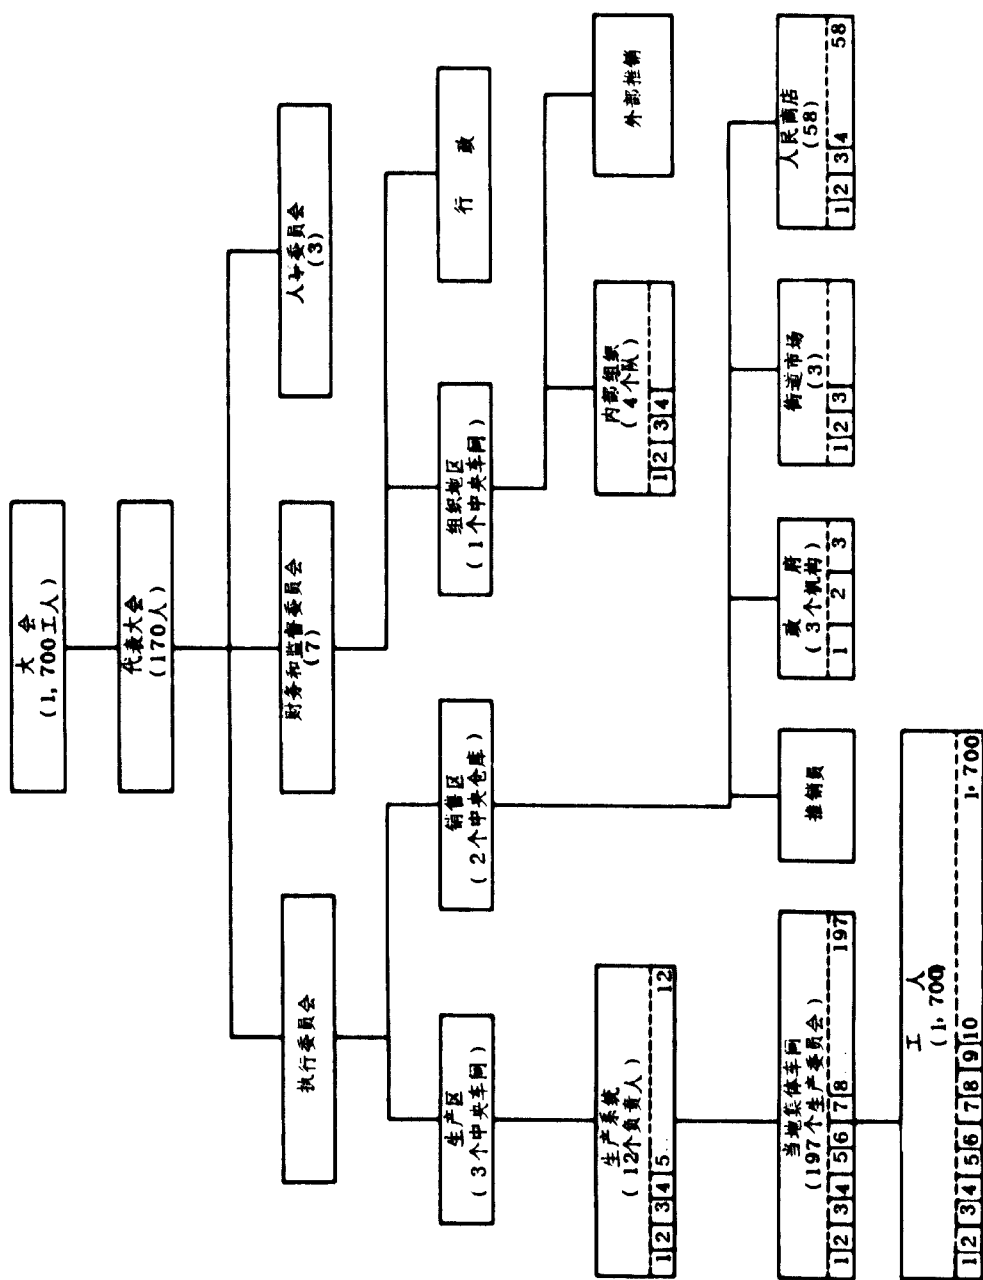 大 会
(1,700工人)
代表大会
(170人)
执行委员会
财务和监督委员会
(7)
人事委员会
(3)
生产区
(3个中央车间)
销售区
(2个中央仓库)
组织地区
(1个中央车间)
行 政
生产系统
(12个负责人)
1 2 3 4 5 12
内部组织
(4个队)
1 2 3 4
外部推销
当地集体车间
(197个生产委员会)
1 2 3 4 5 6 7 8 197
推销员
政 府
(3个机构)
1 2 3
街道市场
(3)
1 2 3
人民商店
(58)
1 2 3 4 58
工 人
(1,700)
1 2 3 4 5 6 7 8 9 10 1,700